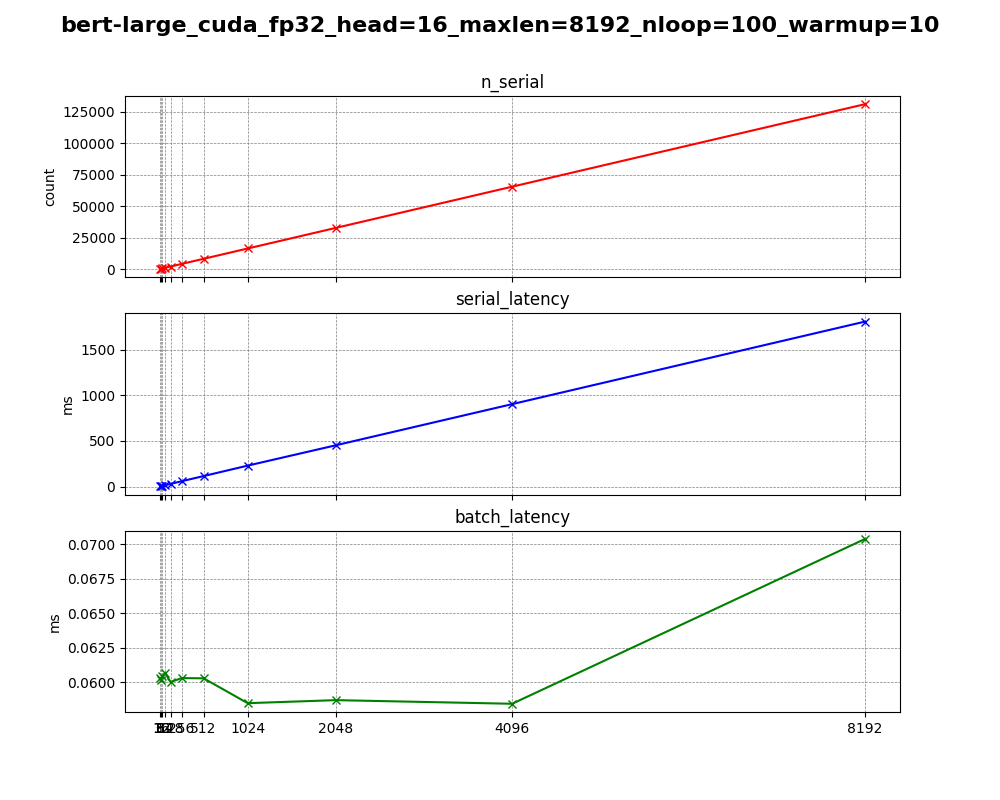 bert-large_cuda_fp32_head=16_maxlen=8192_nloop=100_warmup=10
n_serial
125000
100000
75000
50000
25000
0
count
serial_latency
1500
1000
500
0
ms
batch_latency
0.0700
0.0675
0.0650
0.0625
0.0600
ms
512 1024 2048 4096 8192